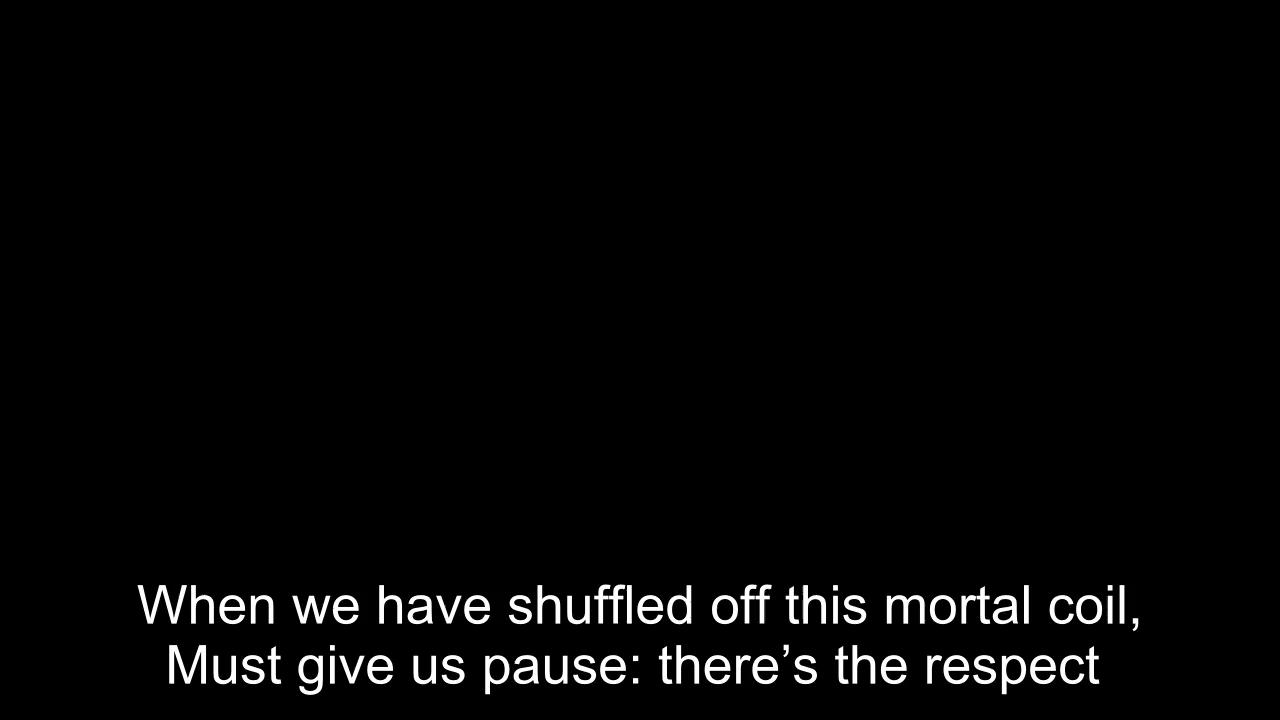 When we have shuffled off this mortal coil,
Must give us pause: there’s the respect